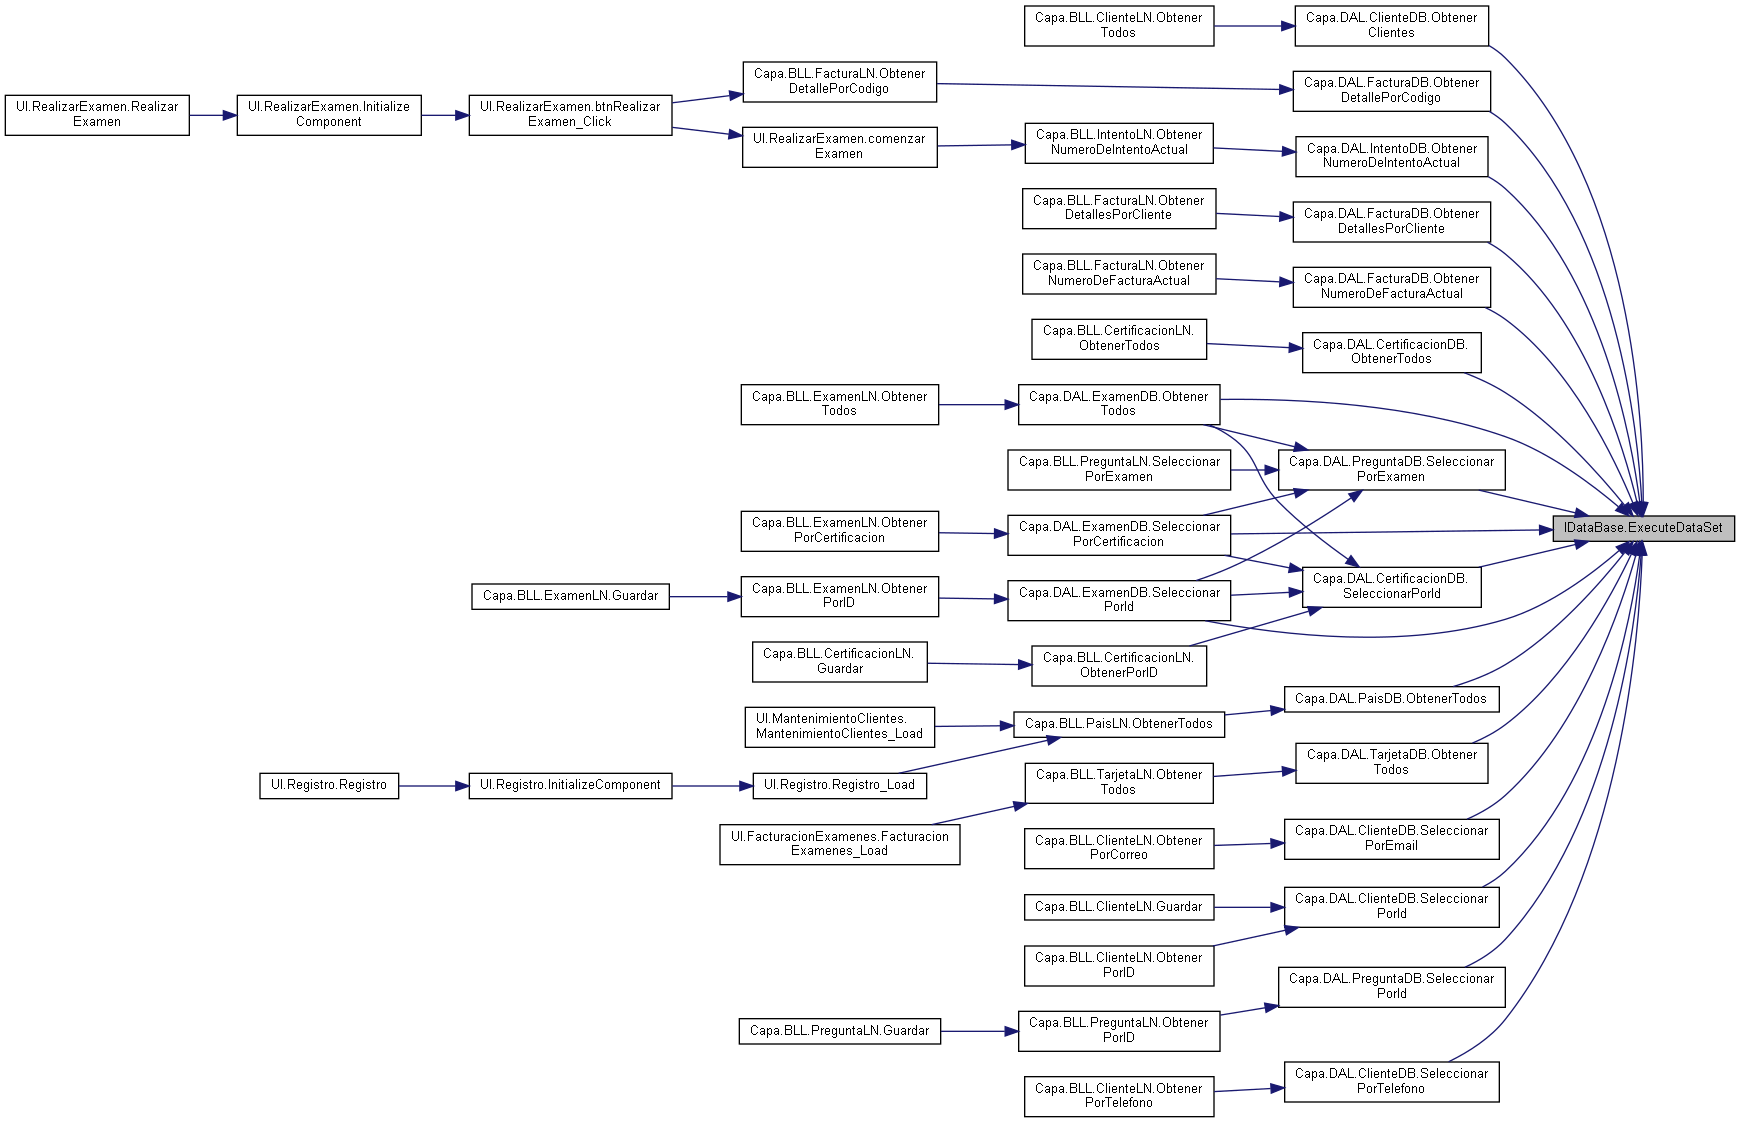 Capa.BLL.ClienteLN.Obtener
Todos
Capa.DAL.ClienteDB.Obtener
Clientes
UI.RealizarExamen.Realizar
Examen
UI.RealizarExamen.Initialize
Component
UI.RealizarExamen.btnRealizar
Examen_Click
Capa.BLL.FacturaLN.Obtener
DetallePorCodigo
Capa.DAL.FacturaDB.Obtener
DetallePorCodigo
UI.RealizarExamen.comenzar
Examen
Capa.BLL.IntentoLN.Obtener
NumeroDeIntentoActual
Capa.DAL.IntentoDB.Obtener
NumeroDeIntentoActual
Capa.BLL.FacturaLN.Obtener
DetallesPorCliente
Capa.DAL.FacturaDB.Obtener
DetallesPorCliente
Capa.BLL.FacturaLN.Obtener
NumeroDeFacturaActual
Capa.DAL.FacturaDB.Obtener
NumeroDeFacturaActual
Capa.BLL.CertificacionLN.
ObtenerTodos
Capa.DAL.CertificacionDB.
ObtenerTodos
Capa.BLL.ExamenLN.Obtener
Todos
Capa.DAL.ExamenDB.Obtener
Todos
Capa.BLL.PreguntaLN.Seleccionar
PorExamen
Capa.DAL.PreguntaDB.Seleccionar
PorExamen
IDataBase.ExecuteDataSet
Capa.BLL.ExamenLN.Obtener
PorCertificacion
Capa.DAL.ExamenDB.Seleccionar
PorCertificacion
Capa.DAL.CertificacionDB.
SeleccionarPorId
Capa.BLL.ExamenLN.Guardar
Capa.BLL.ExamenLN.Obtener
PorID
Capa.DAL.ExamenDB.Seleccionar
PorId
Capa.BLL.CertificacionLN.
Guardar
Capa.BLL.CertificacionLN.
ObtenerPorID
Capa.DAL.PaisDB.ObtenerTodos
UI.MantenimientoClientes.
MantenimientoClientes_Load
Capa.BLL.PaisLN.ObtenerTodos
Capa.DAL.TarjetaDB.Obtener
Todos
UI.Registro.Registro
UI.Registro.InitializeComponent
UI.Registro.Registro_Load
Capa.BLL.TarjetaLN.Obtener
Todos
UI.FacturacionExamenes.Facturacion
Examenes_Load
Capa.BLL.ClienteLN.Obtener
PorCorreo
Capa.DAL.ClienteDB.Seleccionar
PorEmail
Capa.BLL.ClienteLN.Guardar
Capa.DAL.ClienteDB.Seleccionar
PorId
Capa.BLL.ClienteLN.Obtener
PorID
Capa.DAL.PreguntaDB.Seleccionar
PorId
Capa.BLL.PreguntaLN.Guardar
Capa.BLL.PreguntaLN.Obtener
PorID
Capa.BLL.ClienteLN.Obtener
PorTelefono
Capa.DAL.ClienteDB.Seleccionar
PorTelefono